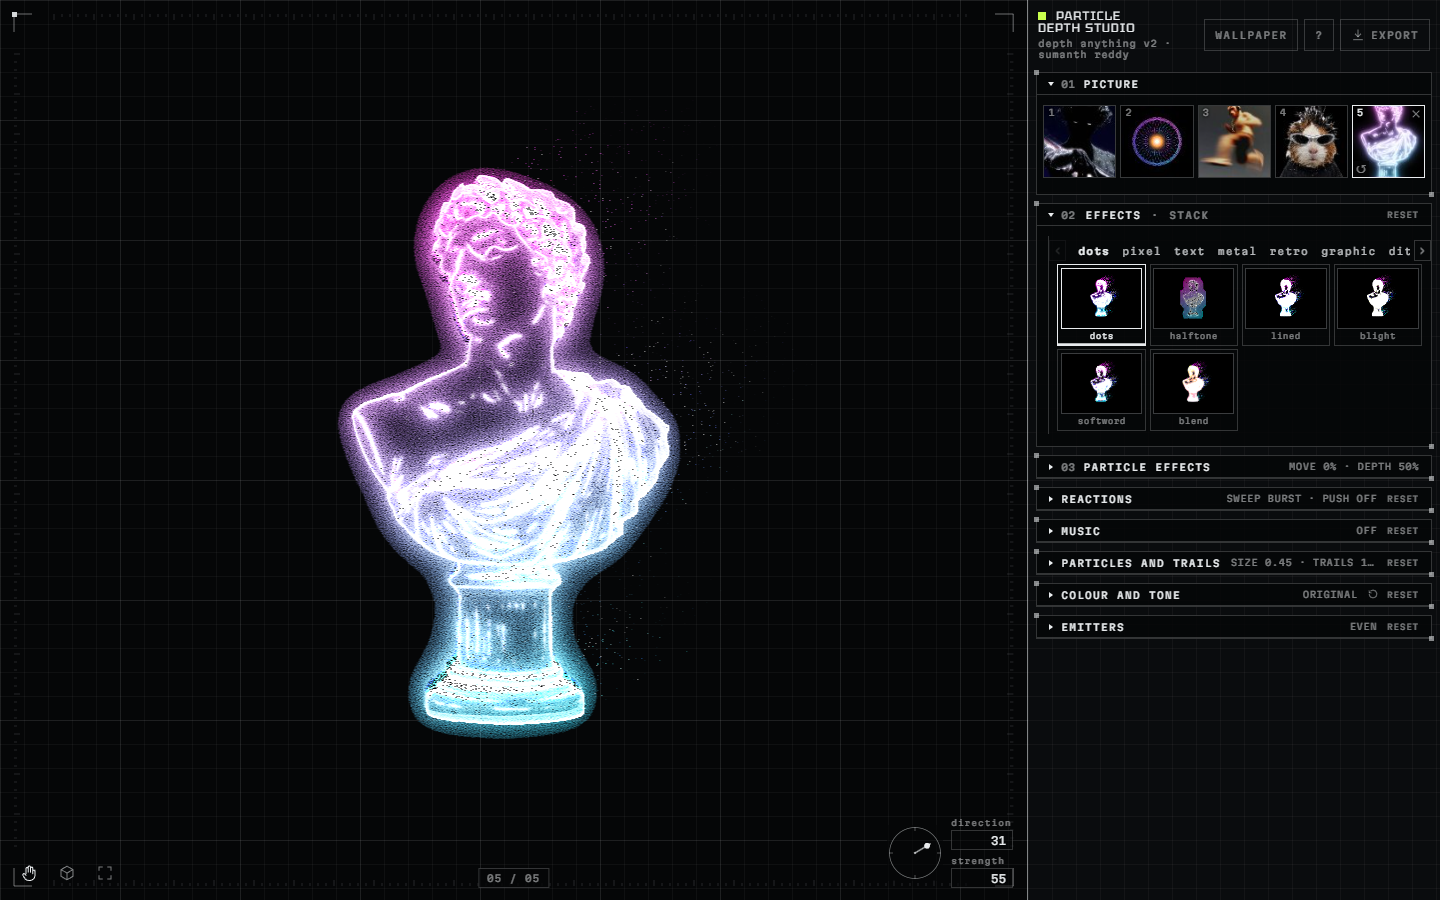 PARTICLE
DEPTH STUDIO
depth anything v2 ·
sumanth reddy
WALLPAPER
?
EXPORT
01 PICTURE
1
2
3
4
5
02 EFFECTS · STACK
RESET
dots pixel text metal retro graphic dit
dots
halftone
lined
blight
softword
blend
03 PARTICLE EFFECTS
MOVE 0% · DEPTH 50%
REACTIONS
SWEEP BURST · PUSH OFF RESET
MUSIC
OFF RESET
PARTICLES AND TRAILS
SIZE 0.45 · TRAILS 1… RESET
COLOUR AND TONE
ORIGINAL RESET
EMITTERS
EVEN RESET
direction
31
strength
55
05 / 05